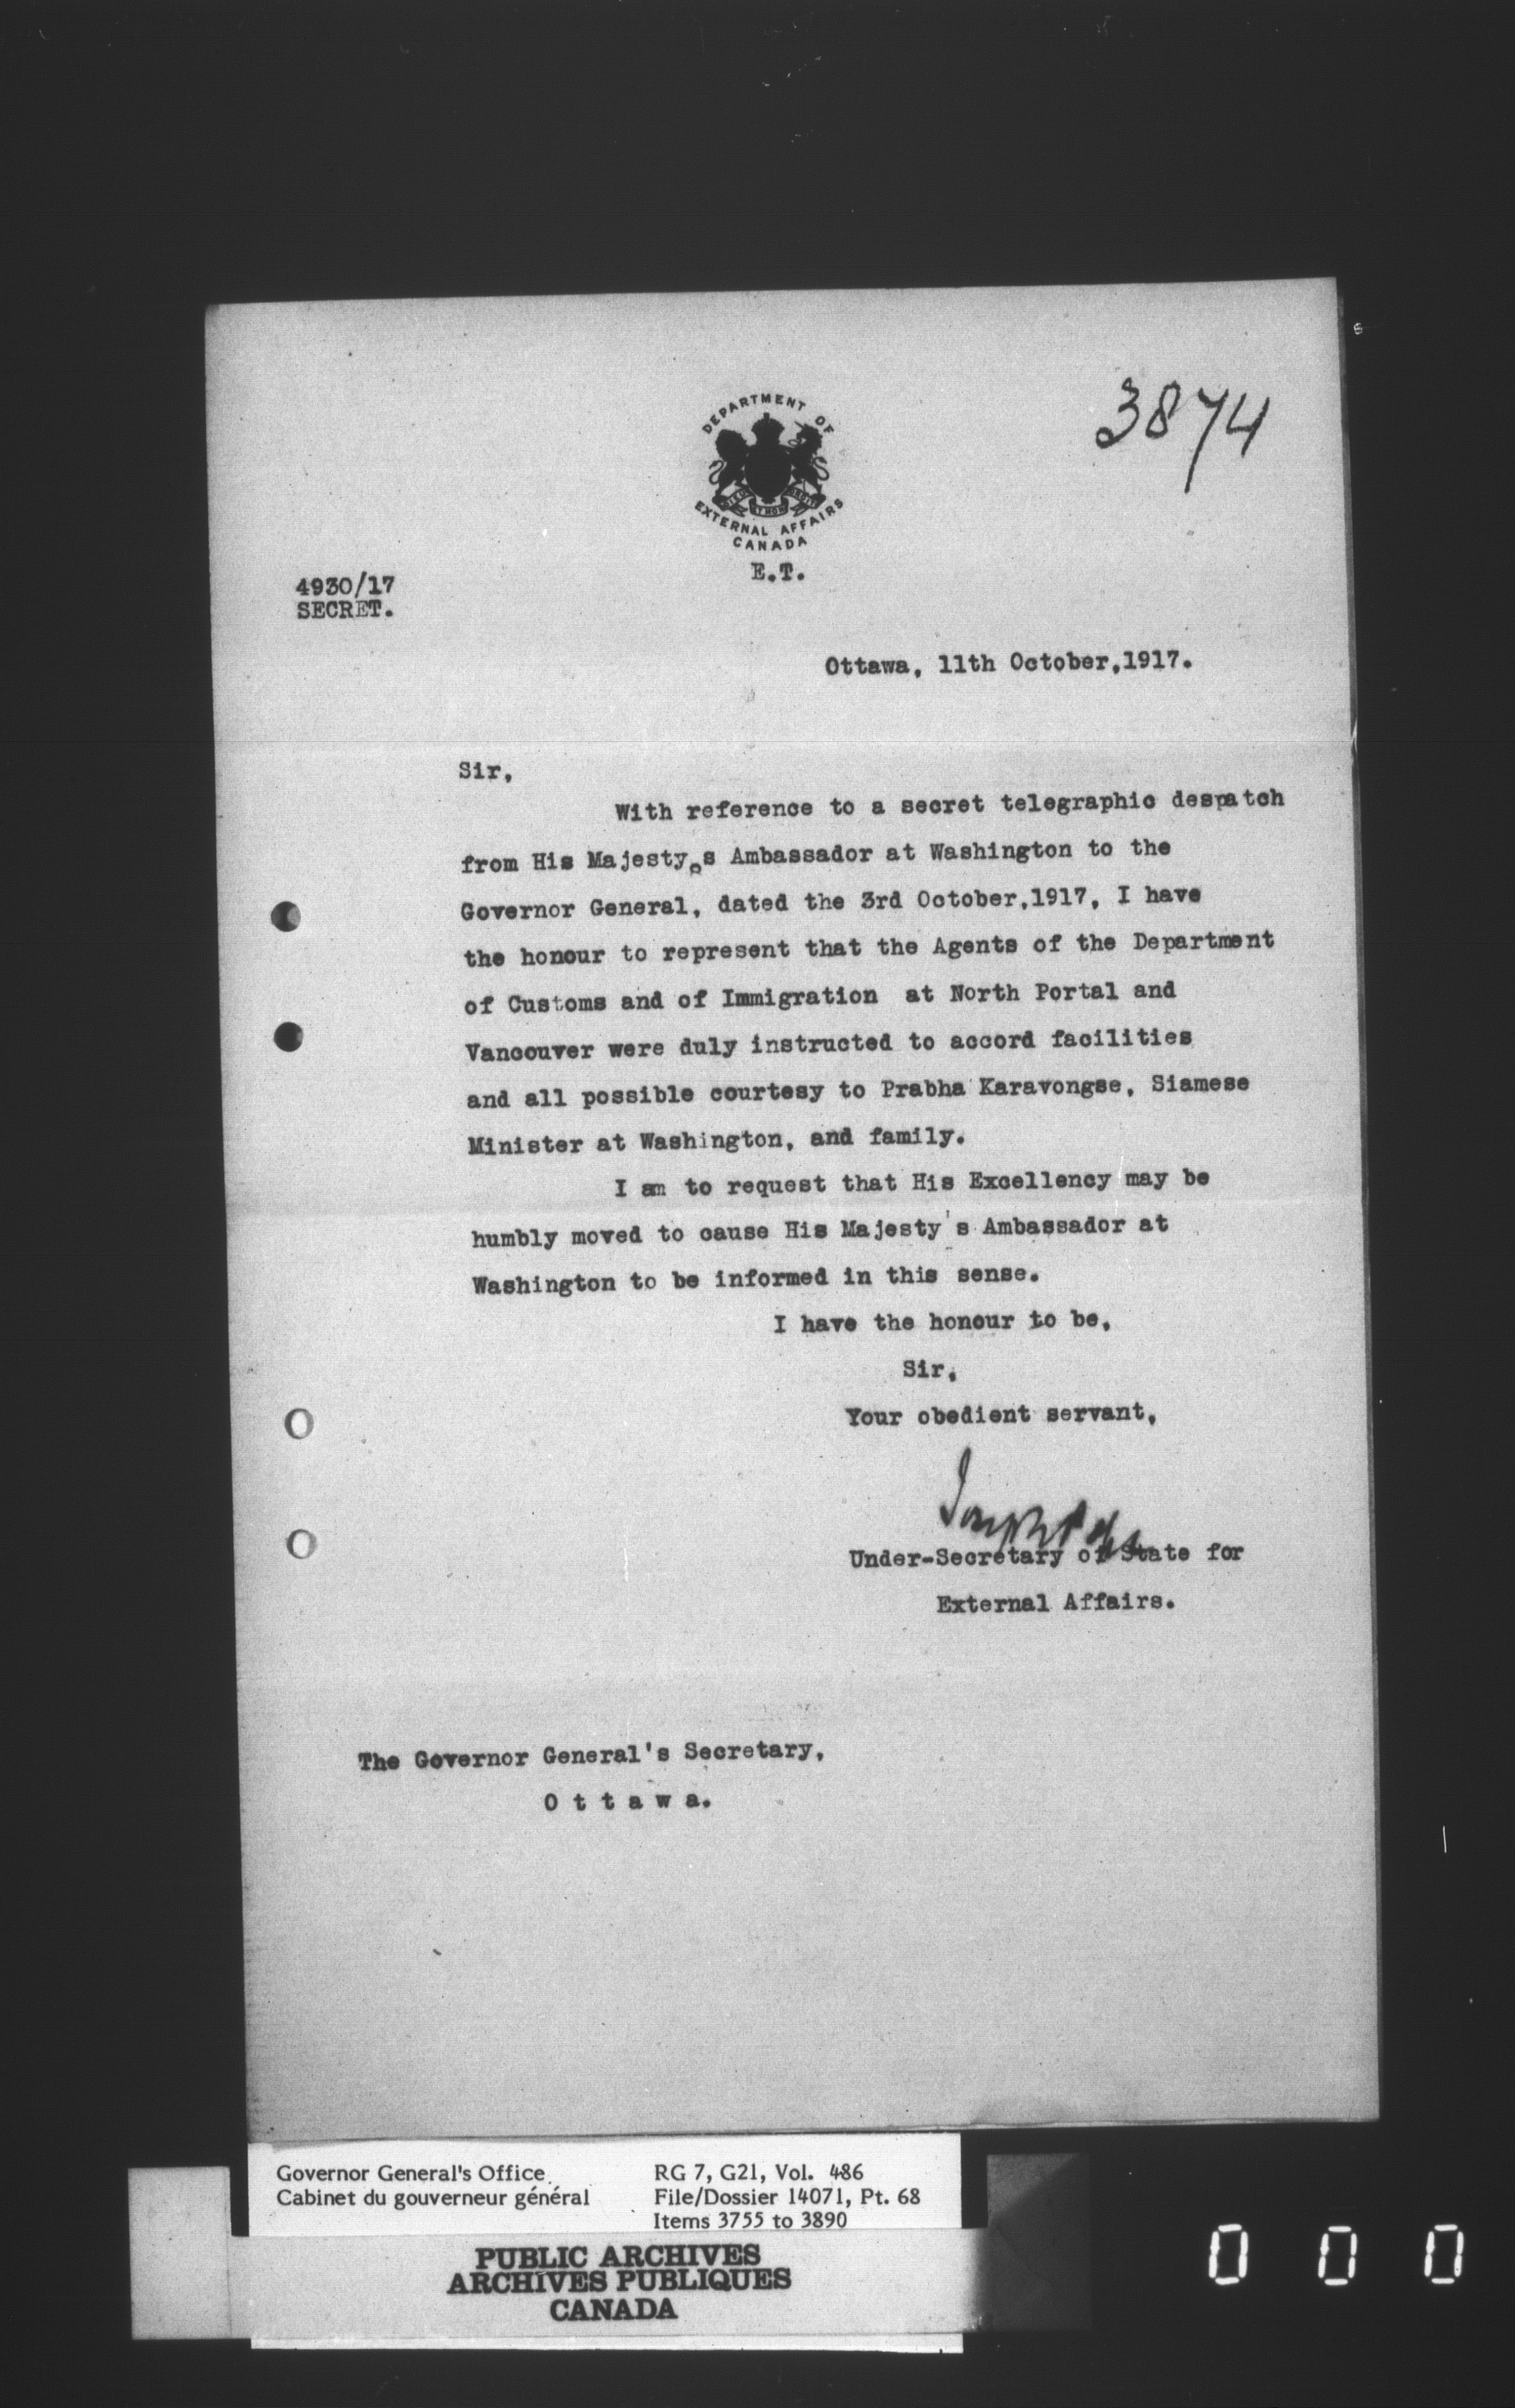 3874
DEPARTMENT OF
EXTERNAL AFFAIRS
CANADA
E.T.
4930/17
SECRET.
Ottawa, 11th October,1917.
Sir,
With reference to a secret telegraphic despatch
from His Majesty,s Ambassador at Washington to the
Governor General, dated the 3rd October,1917, I have
the honour to represent that the Agents of the Department
of Customs and of Immigration at North Portal and
Vancouver were duly instructed to accord facilities
and all possible courtesy to Prabha Karavongse, Siamese
Minister at Washington, and family.
I am to request that His Excellency may be
humbly moved to cause His Majesty's Ambassador at
Washington to be informed in this sense.
I have the honour to be,
Sir,
Your obedient servant,
Under-Secretary of State for
External Affairs.
The Governor General's Secretary,
O t t a w a.
Governor General's Office
Cabinet du gouverneur général
RG 7, G21, Vol. 486
File/Dossier 14071, Pt. 68
Items 3755 to 3890
PUBLIC ARCHIVES
ARCHIVES PUBLIQUES
CANADA
0 0 0